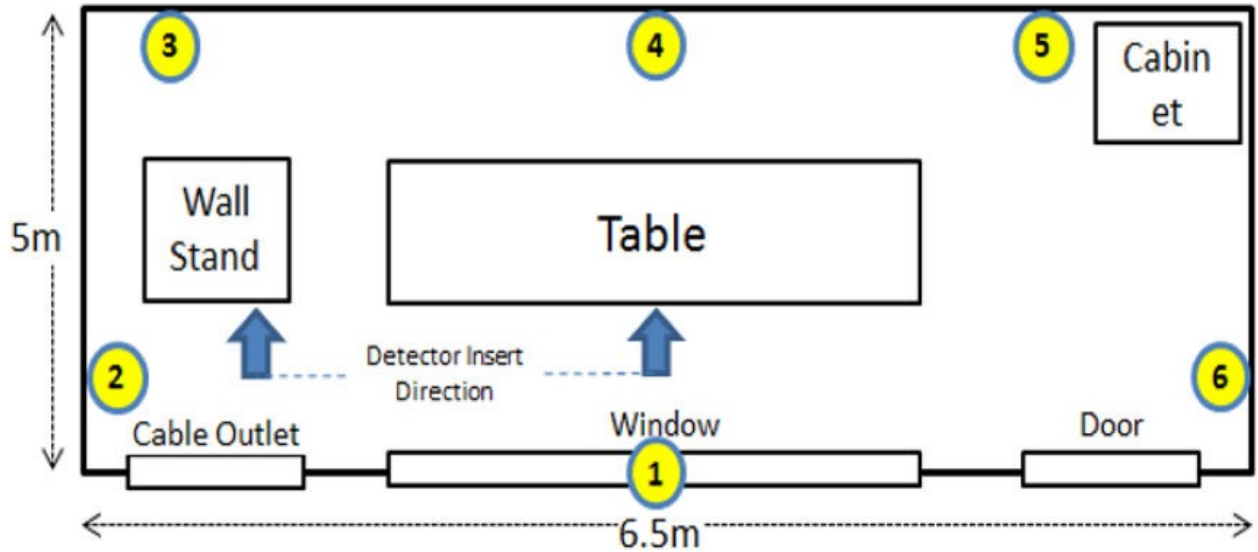 3
4
5
Cabin
et
Wall
Stand
Table
5m
2
Detector Insert
Direction
6
Cable Outlet
Window
Door
1
6.5m